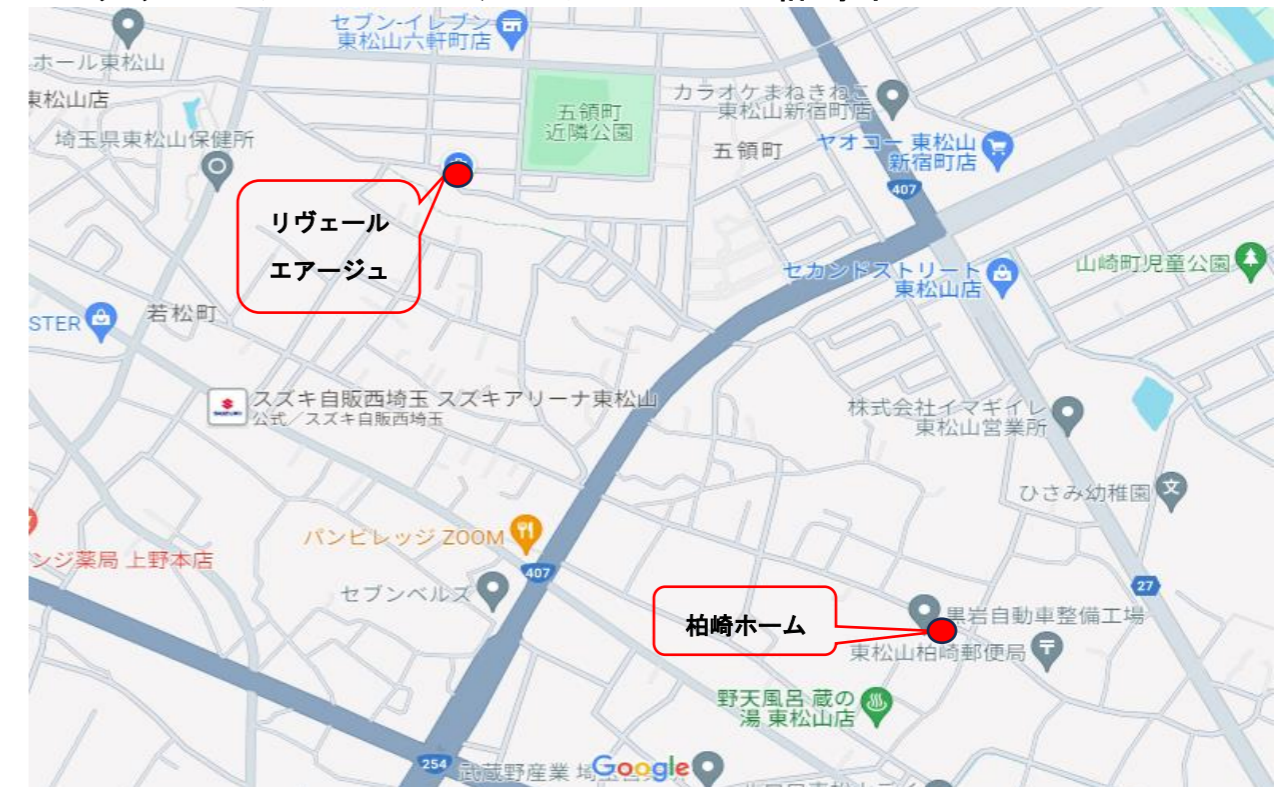 セブン-イレブン
東松山六軒町店
ホール東松山
東松山店
埼玉県東松山保健所
五領町
近隣公園
カラオケまねきねこ
東松山新宿町店
五領町
ヤオコー 東松山
新宿町店
407
リヴェール
エアージュ
セカンドストリート
東松山店
山崎町児童公園
STER
若松町
スズキ自販西埼玉 スズキアリーナ東松山
公式/スズキ自販西埼玉
株式会社イマギイレ
東松山営業所
ひさみ幼稚園
文
パンビレッジ ZOOM
ンジ薬局 上野本店
407
セブンベルズ
27
柏崎ホーム
黒岩自動車整備工場
東松山柏崎郵便局
野天風呂 蔵の
湯 東松山店
254
武蔵野産業 埼
Google